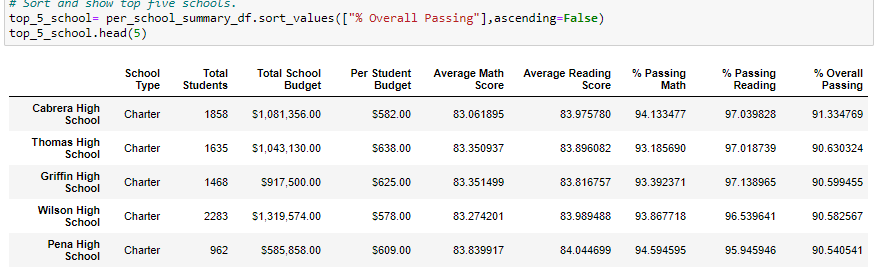 # Sort and show top five schools.
top_5_school= per_school_summary_df.sort_values(["% Overall Passing"],ascending=False)
top_5_school.head(5)
School Type Total Students Total School Budget Per Student Budget Average Math Score Average Reading Score % Passing Math % Passing Reading % Overall Passing
Cabrera High School Charter 1858 $1,081,356.00 $582.00 83.061895 83.975780 94.133477 97.039828 91.334769
Thomas High School Charter 1635 $1,043,130.00 $638.00 83.350937 83.896082 93.185690 97.018739 90.630324
Griffin High School Charter 1468 $917,500.00 $625.00 83.351499 83.816757 93.392371 97.138965 90.599455
Wilson High School Charter 2283 $1,319,574.00 $578.00 83.274201 83.989488 93.867718 96.539641 90.582567
Pena High School Charter 962 $585,858.00 $609.00 83.839917 84.044699 94.594595 95.945946 90.540541